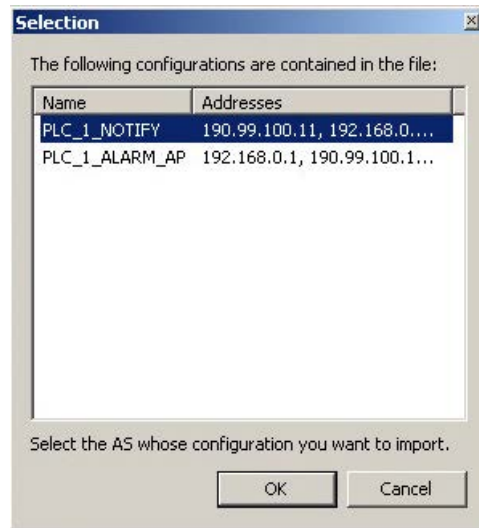 Selection
The following configurations are contained in the file:
Name Addresses
PLC_1_NOTIFY 190.99.100.11, 192.168.0....
PLC_1_ALARM_AP 192.168.0.1, 190.99.100.1...
Select the AS whose configuration you want to import.
OK Cancel